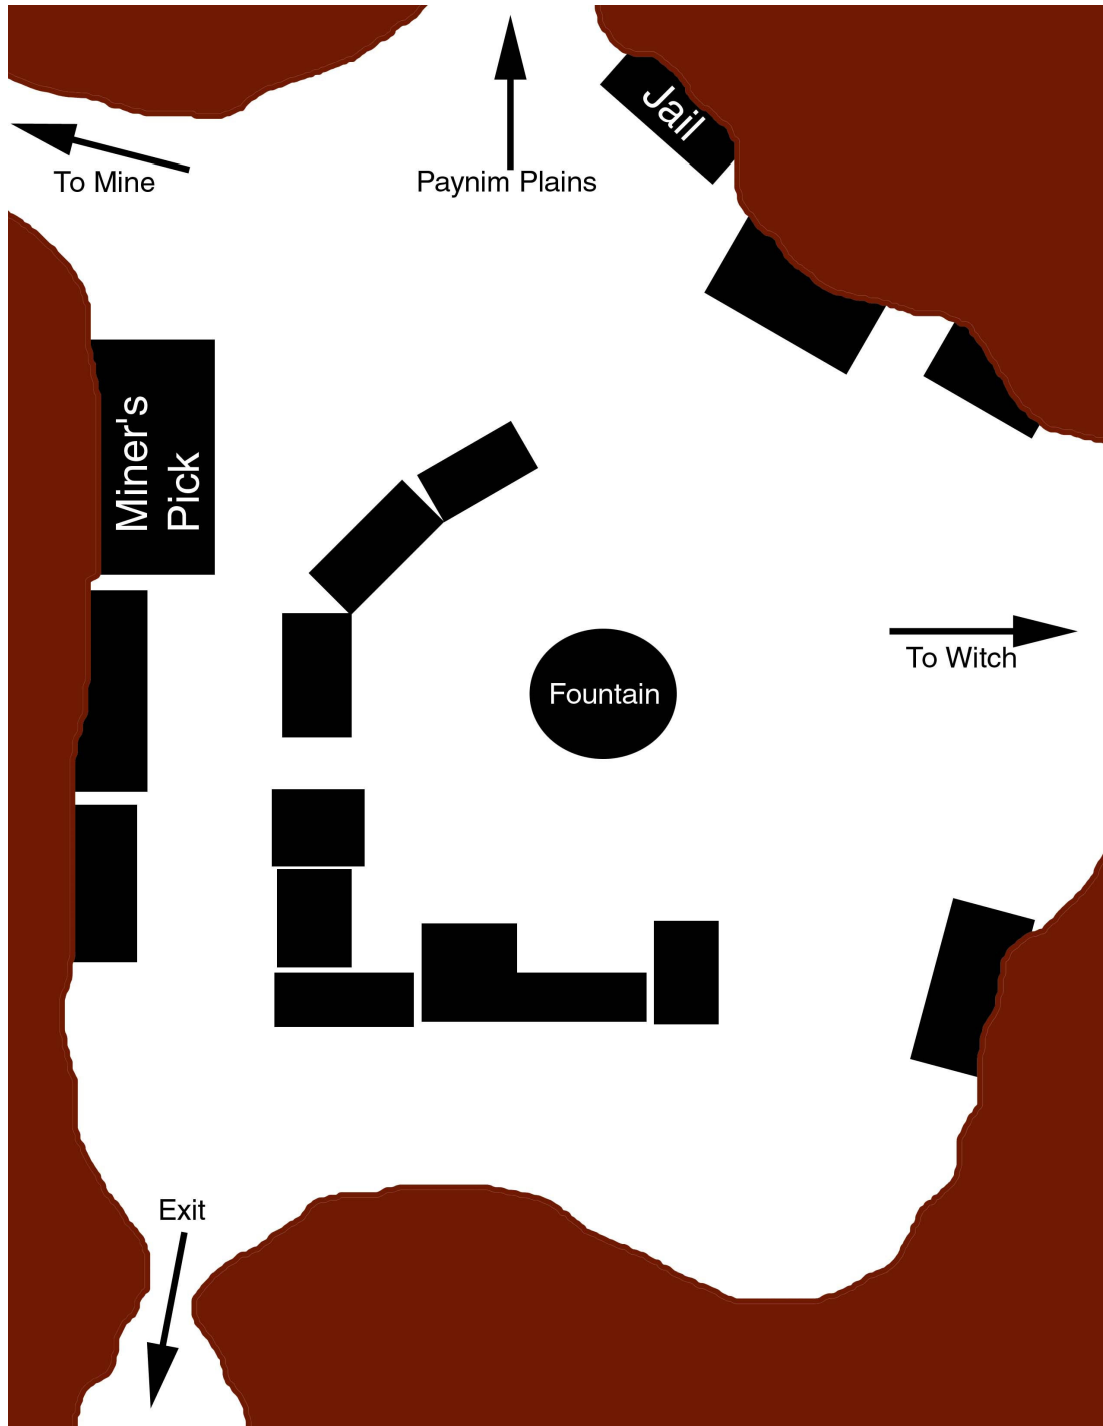 Jail
To Mine
Paynim Plains
Miner's
Pick
Fountain
To Witch
Exit